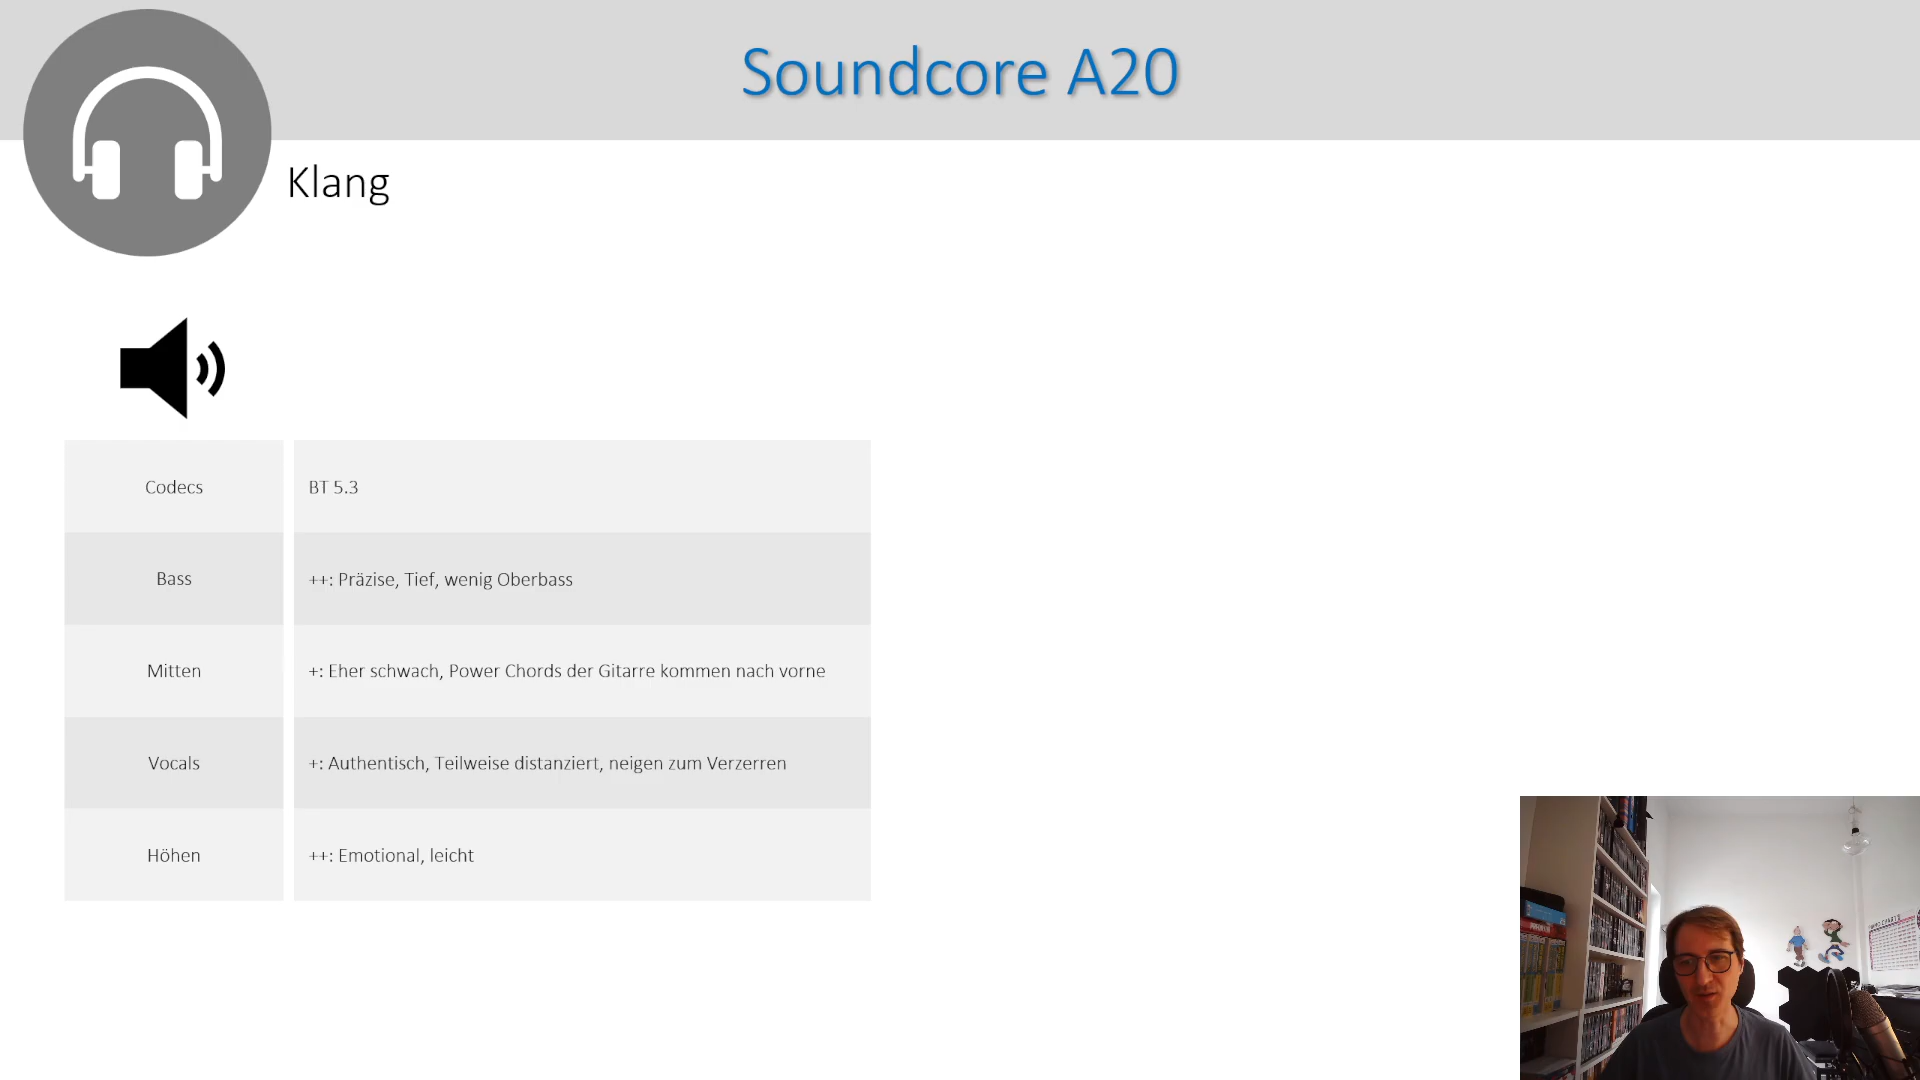 Soundcore A20
Klang
Codecs
BT 5.3
Bass
++: Präzise, Tief, wenig Oberbass
Mitten
+: Eher schwach, Power Chords der Gitarre kommen nach vorne
Vocals
+: Authentisch, Teilweise distanziert, neigen zum Verzerren
Höhen
++: Emotional, leicht